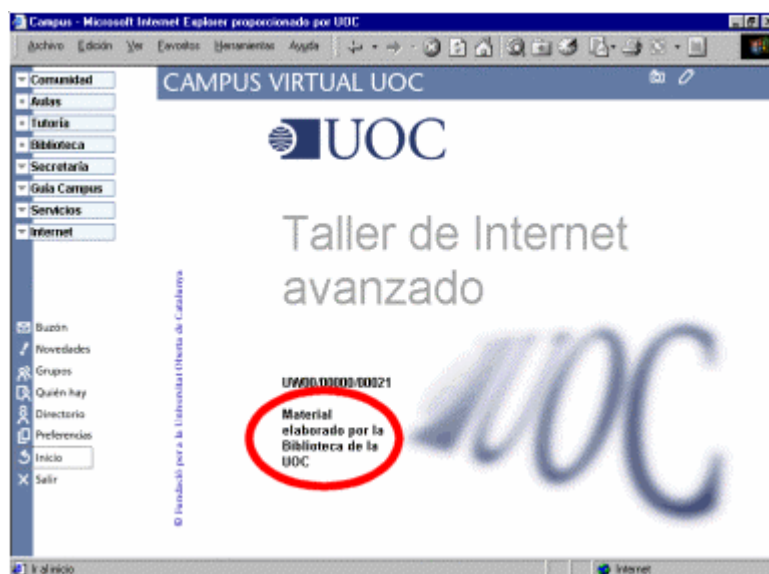 Campus - Microsoft Internet Explorer proporcionado por UOC
Archivo Edición Ver Favoritos Herramientas Ayuda
Comunidad
Aulas
Tutoría
Biblioteca
Secretaría
Guía Campus
Servicios
Internet
Buzón
Novedades
Grupos
Quién hay
Directorio
Preferencias
Inicio
Salir
CAMPUS VIRTUAL UOC
UOC
Taller de Internet
avanzado
© Fundació per a la Universitat Oberta de Catalunya
UW00/00000/00021
Material
elaborado por la
Biblioteca de la
UOC
UOC
Ir al inicio
Internet